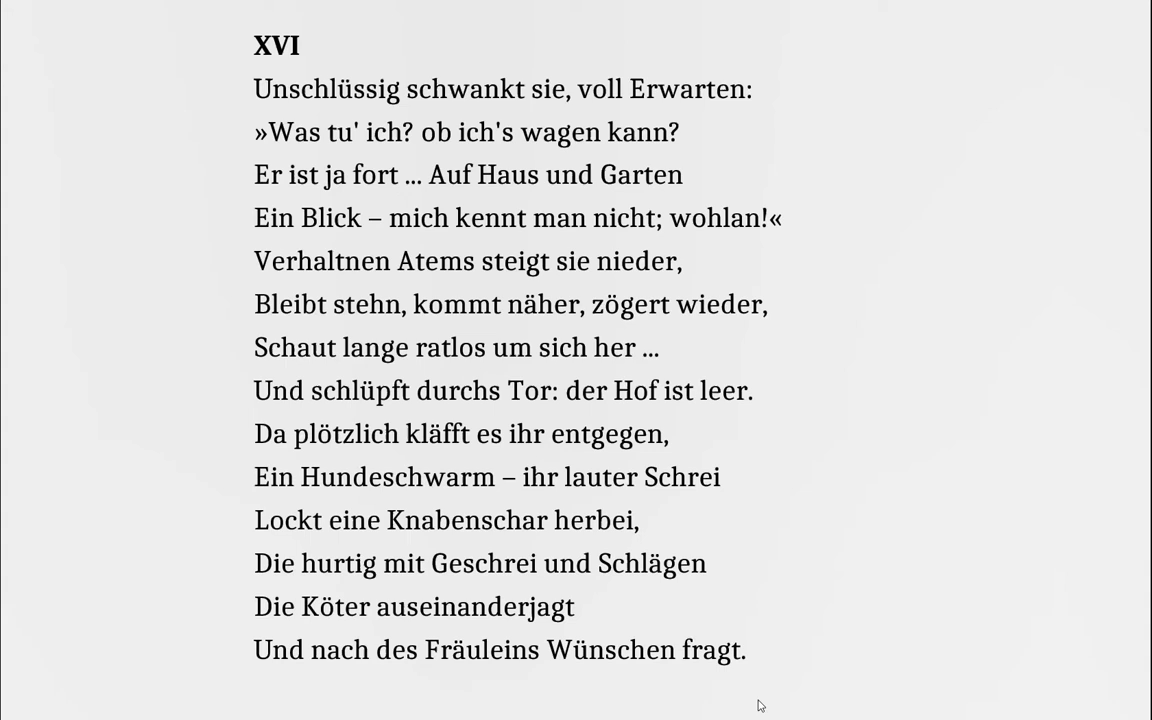 XVI
Unschlüssig schwankt sie, voll Erwarten:
»Was tu' ich? ob ich's wagen kann?
Er ist ja fort ... Auf Haus und Garten
Ein Blick – mich kennt man nicht; wohlan!«
Verhaltnen Atems steigt sie nieder,
Bleibt stehn, kommt näher, zögert wieder,
Schaut lange ratlos um sich her ...
Und schlüpft durchs Tor: der Hof ist leer.
Da plötzlich kläfft es ihr entgegen,
Ein Hundeschwarm – ihr lauter Schrei
Lockt eine Knabenschar herbei,
Die hurtig mit Geschrei und Schlägen
Die Köter auseinanderjagt
Und nach des Fräuleins Wünschen fragt.